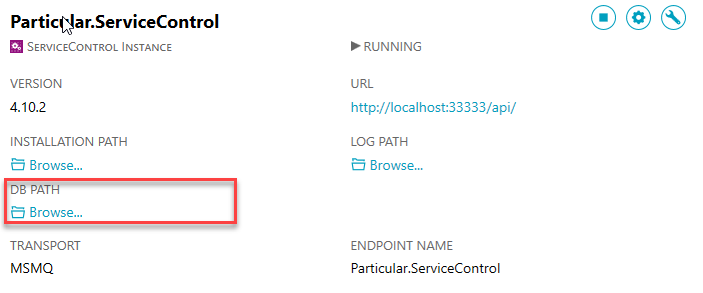 Particular.ServiceControl
SERVICECONTROL INSTANCE
RUNNING
VERSION
URL
4.10.2
http://localhost:33333/api/
INSTALLATION PATH
LOG PATH
Browse...
Browse...
DB PATH
Browse...
TRANSPORT
ENDPOINT NAME
MSMQ
Particular.ServiceControl